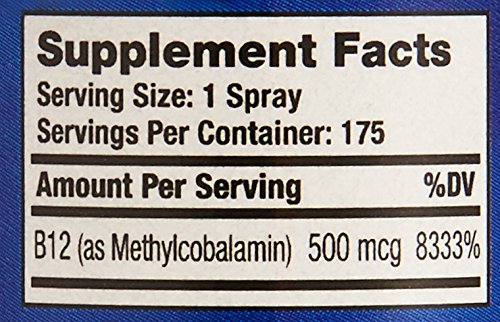 Supplement Facts
Serving Size: 1 Spray
Servings Per Container: 175
Amount Per Serving %DV
B12 (as Methylcobalamin) 500 mcg 8333%